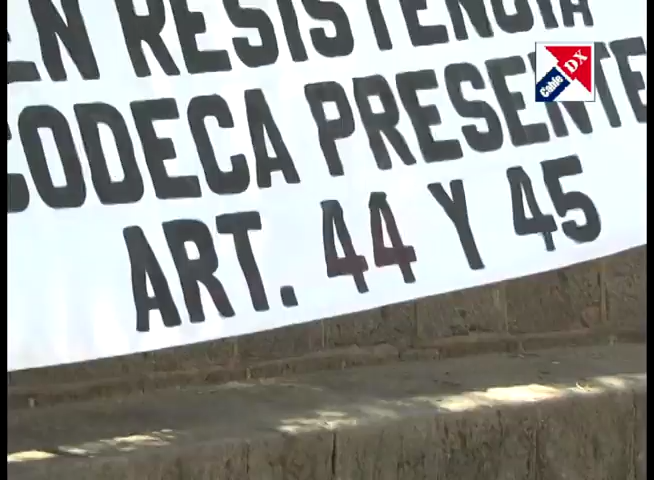 EN RESISTENCIA
CODECA PRESENTE
ART. 44 Y 45
Cable DX